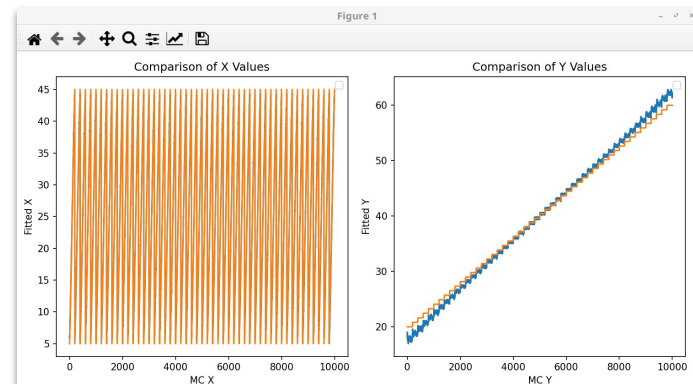 Figure 1
Comparison of X Values
45
40
35
30
25
20
15
10
5
Fitted X
0 2000 4000 6000 8000 10000
MC X
Comparison of Y Values
60
50
40
30
20
Fitted Y
0 2000 4000 6000 8000 10000
MC Y